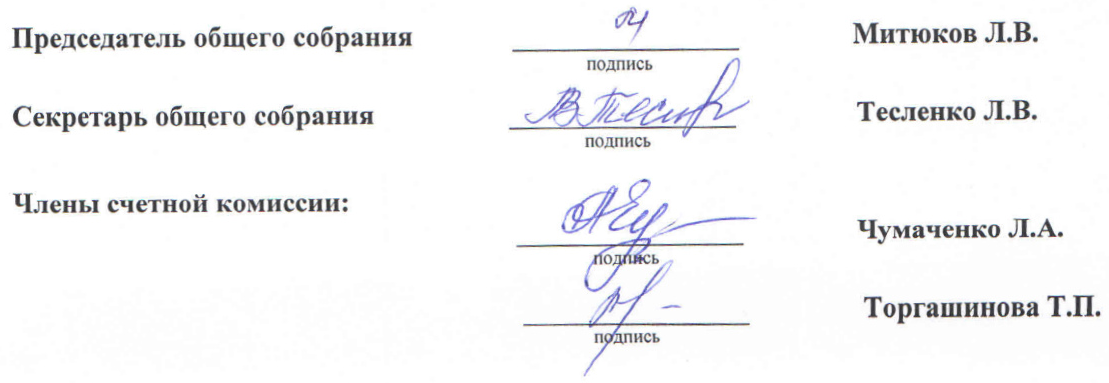 Председатель общего собрания Митюков Л.В.
подпись
Секретарь общего собрания Тесленко Л.В.
подпись
Члены счетной комиссии:
Чумаченко Л.А.
подпись
Торгашинова Т.П.
подпись